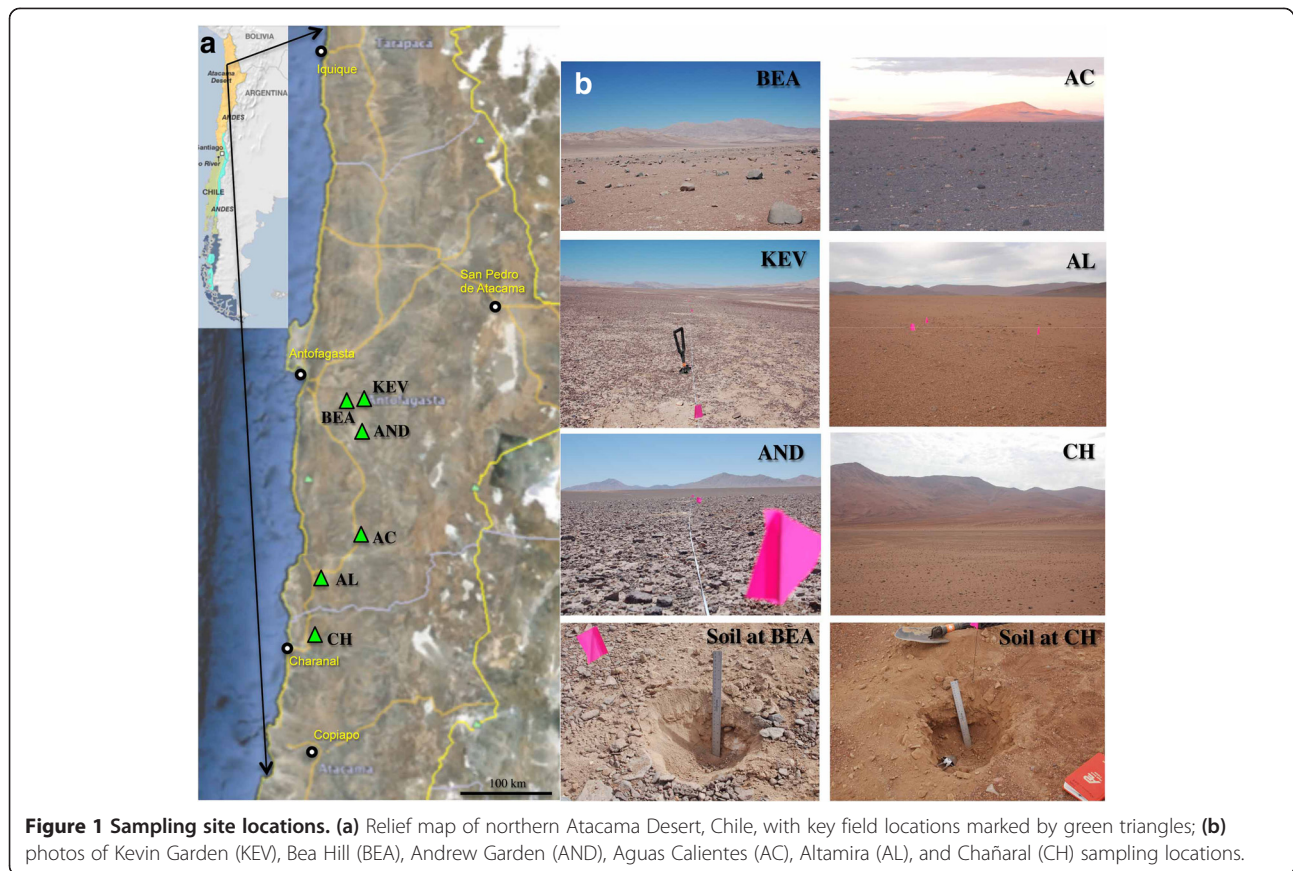 a
BOLIVIA
Atacama
Desert
ARGENTINA
ANDES
Santiago
o River
CHILE
ANDES
Tarapaca
Iquique
San Pedro
de Atacama
Antofagasta
KEV
Antofagasta
BEA
AND
AC
AL
CH
Charanal
Copiapo
Atacama
100 km
b
BEA
AC
KEV
AL
AND
CH
Soil at BEA
Soil at CH
Figure 1 Sampling site locations. (a) Relief map of northern Atacama Desert, Chile, with key field locations marked by green triangles; (b)
photos of Kevin Garden (KEV), Bea Hill (BEA), Andrew Garden (AND), Aguas Calientes (AC), Altamira (AL), and Chañaral (CH) sampling locations.